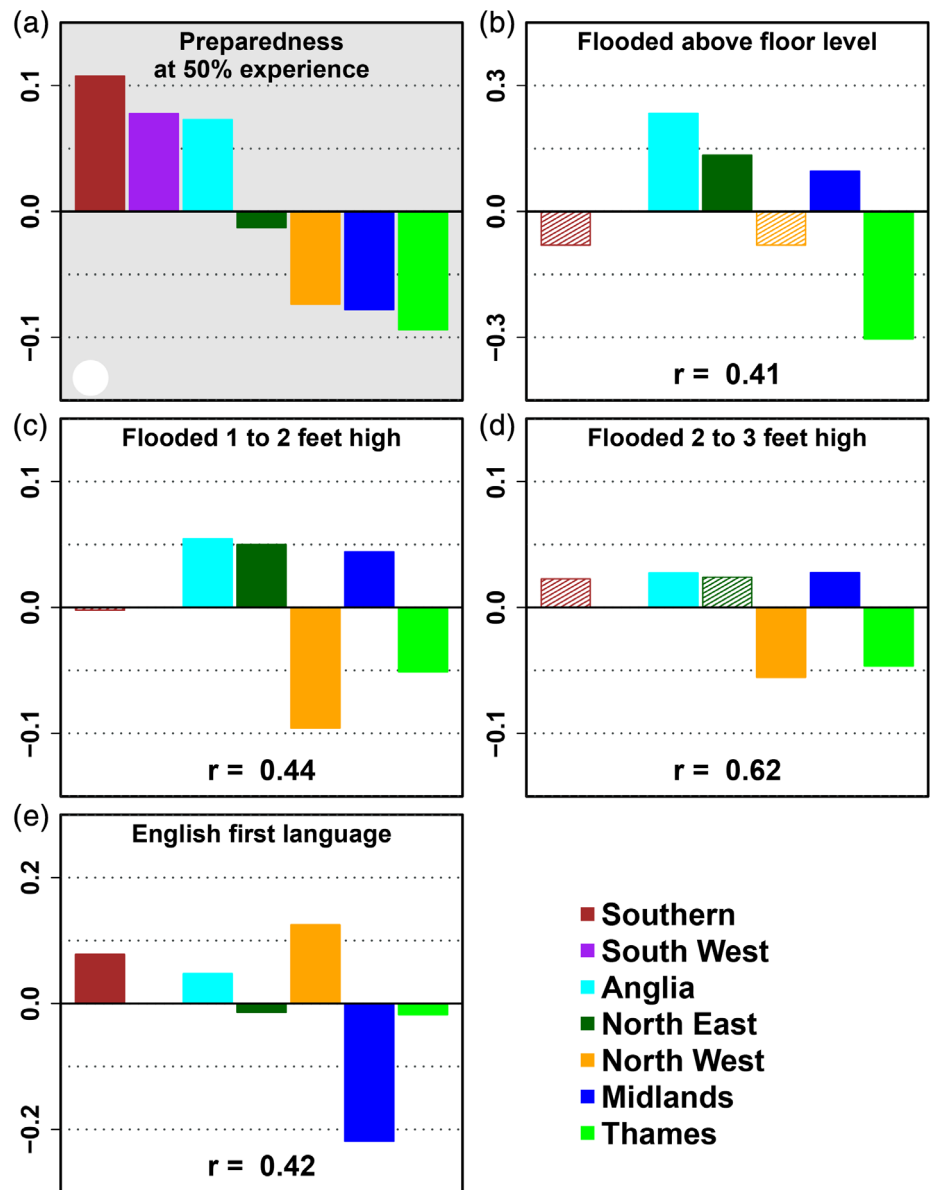 (a)
Preparedness
at 50% experience
0.1
0.0
−0.1
(b)
Flooded above floor level
0.3
0.0
−0.3
r = 0.41
(c)
Flooded 1 to 2 feet high
0.1
0.0
−0.1
r = 0.44
(d)
Flooded 2 to 3 feet high
0.1
0.0
−0.1
r = 0.62
(e)
English first language
0.2
0.0
−0.2
r = 0.42
Southern
South West
Anglia
North East
North West
Midlands
Thames